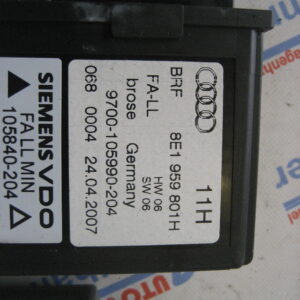 11H
BRF 8E1 959 801H
HW 06
SW 06
FA-LL
brose Germany
9700-105990-204
068 0004 24.04.2007
SIEMENS VDO
FA LL MIN
105840-204